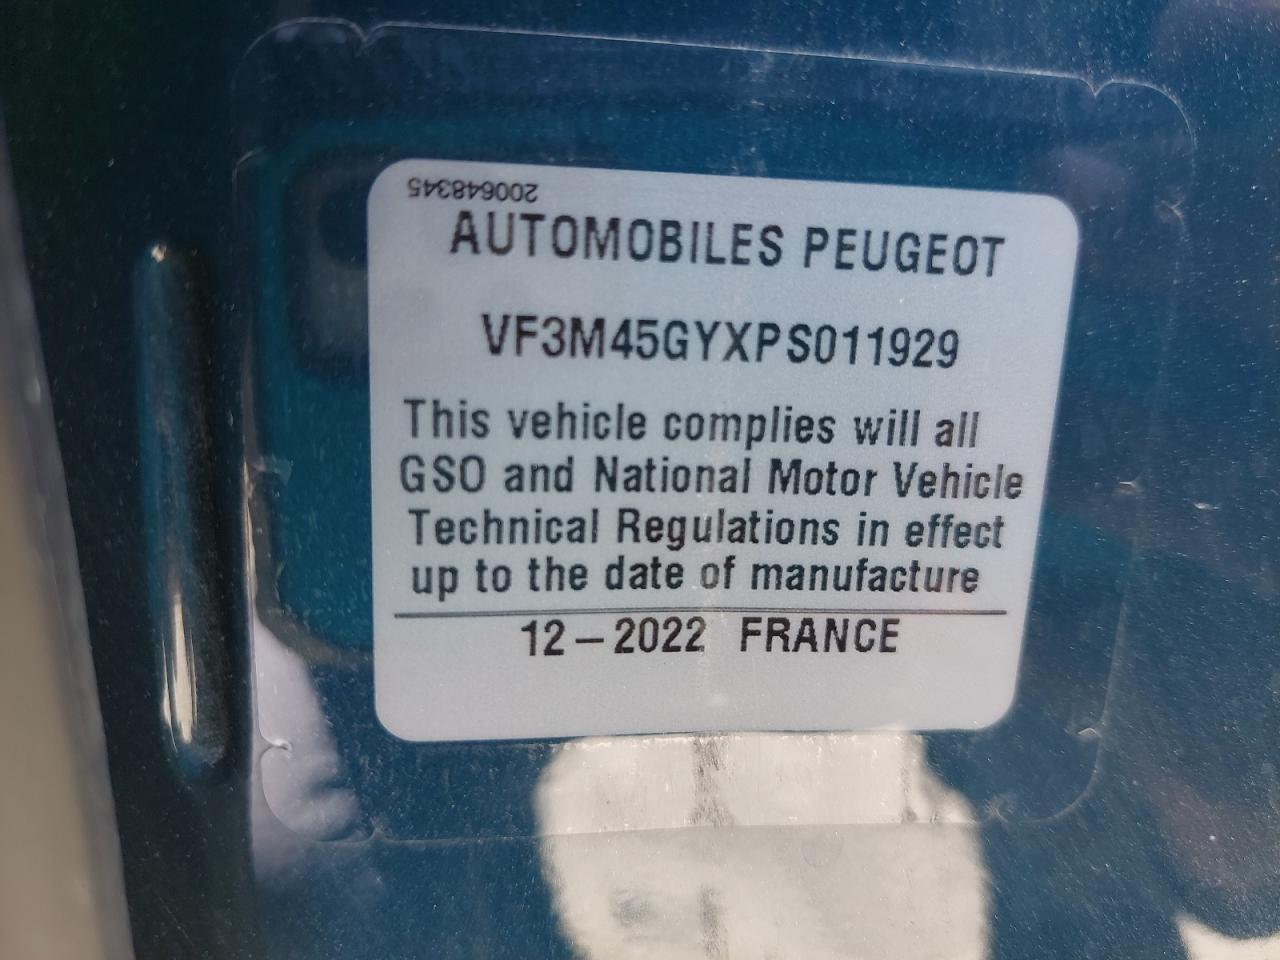 200648345
AUTOMOBILES PEUGEOT
VF3M45GYXPS011929
This vehicle complies will all
GSO and National Motor Vehicle
Technical Regulations in effect
up to the date of manufacture
12-2022 FRANCE